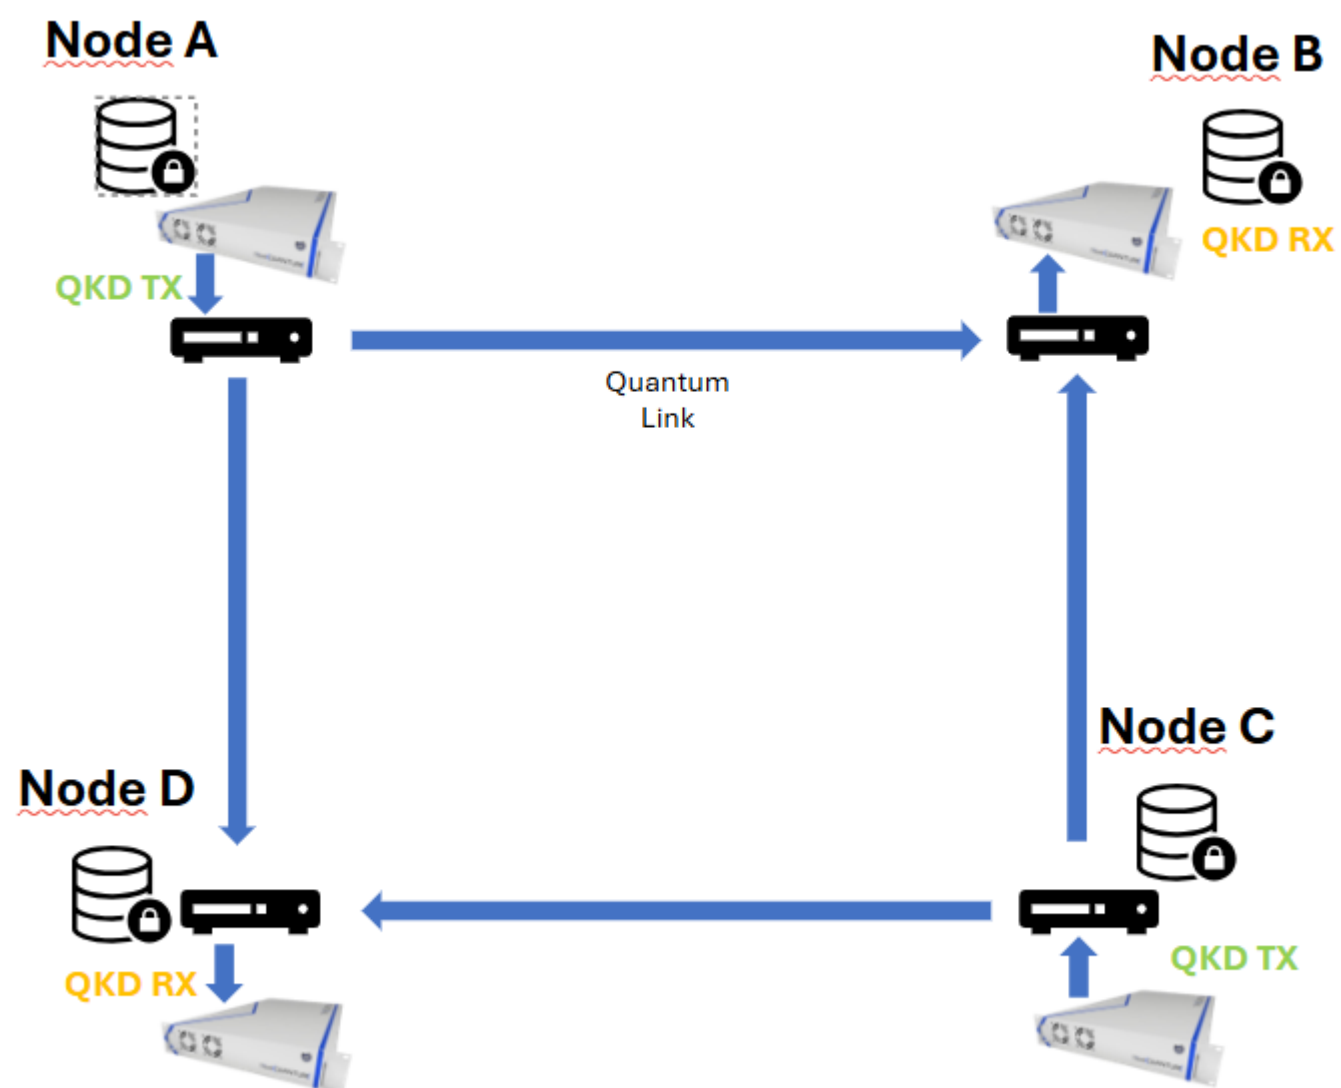 Node A
Node B
QKD RX
QKD TX
Quantum
Link
Node C
Node D
QKD TX
QKD RX